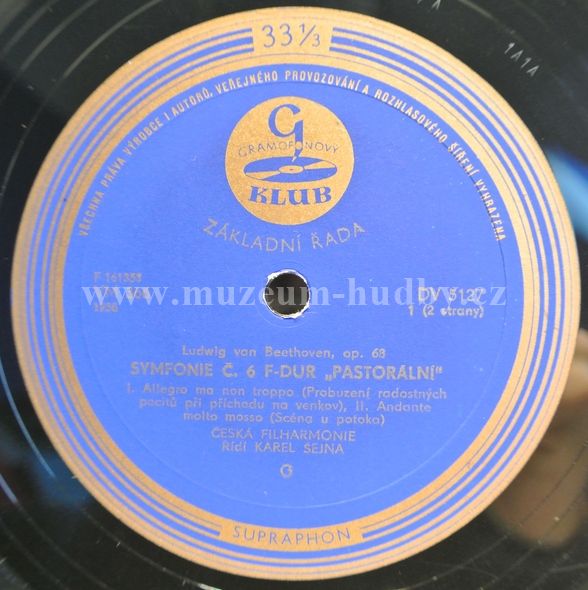 1A1A
33 1/3
VŠECHNA PRÁVA VÝROBCE I AUTORŮ, VEŘEJNÉHO PROVOZOVÁNÍ A ROZHLASOVÉHO ŠÍŘENÍ VYHRAZENA
G
GRAMOFONOVÝ
KLUB
ZÁKLADNÍ ŘADA
F 161353
www.muzeum-hudby.cz
DV 5127
1 (2 strany)
Ludwig van Beethoven, op. 68
SYMFONIE Č. 6 F-DUR „PASTORÁLNÍ“
I. Allegro ma non troppo (Probuzení radostných
pocitů při příchodu na venkov), II. Andante
molto mosso (Scéna u potoka)
ČESKÁ FILHARMONIE
Řídí KAREL ŠEJNA
G
SUPRAPHON